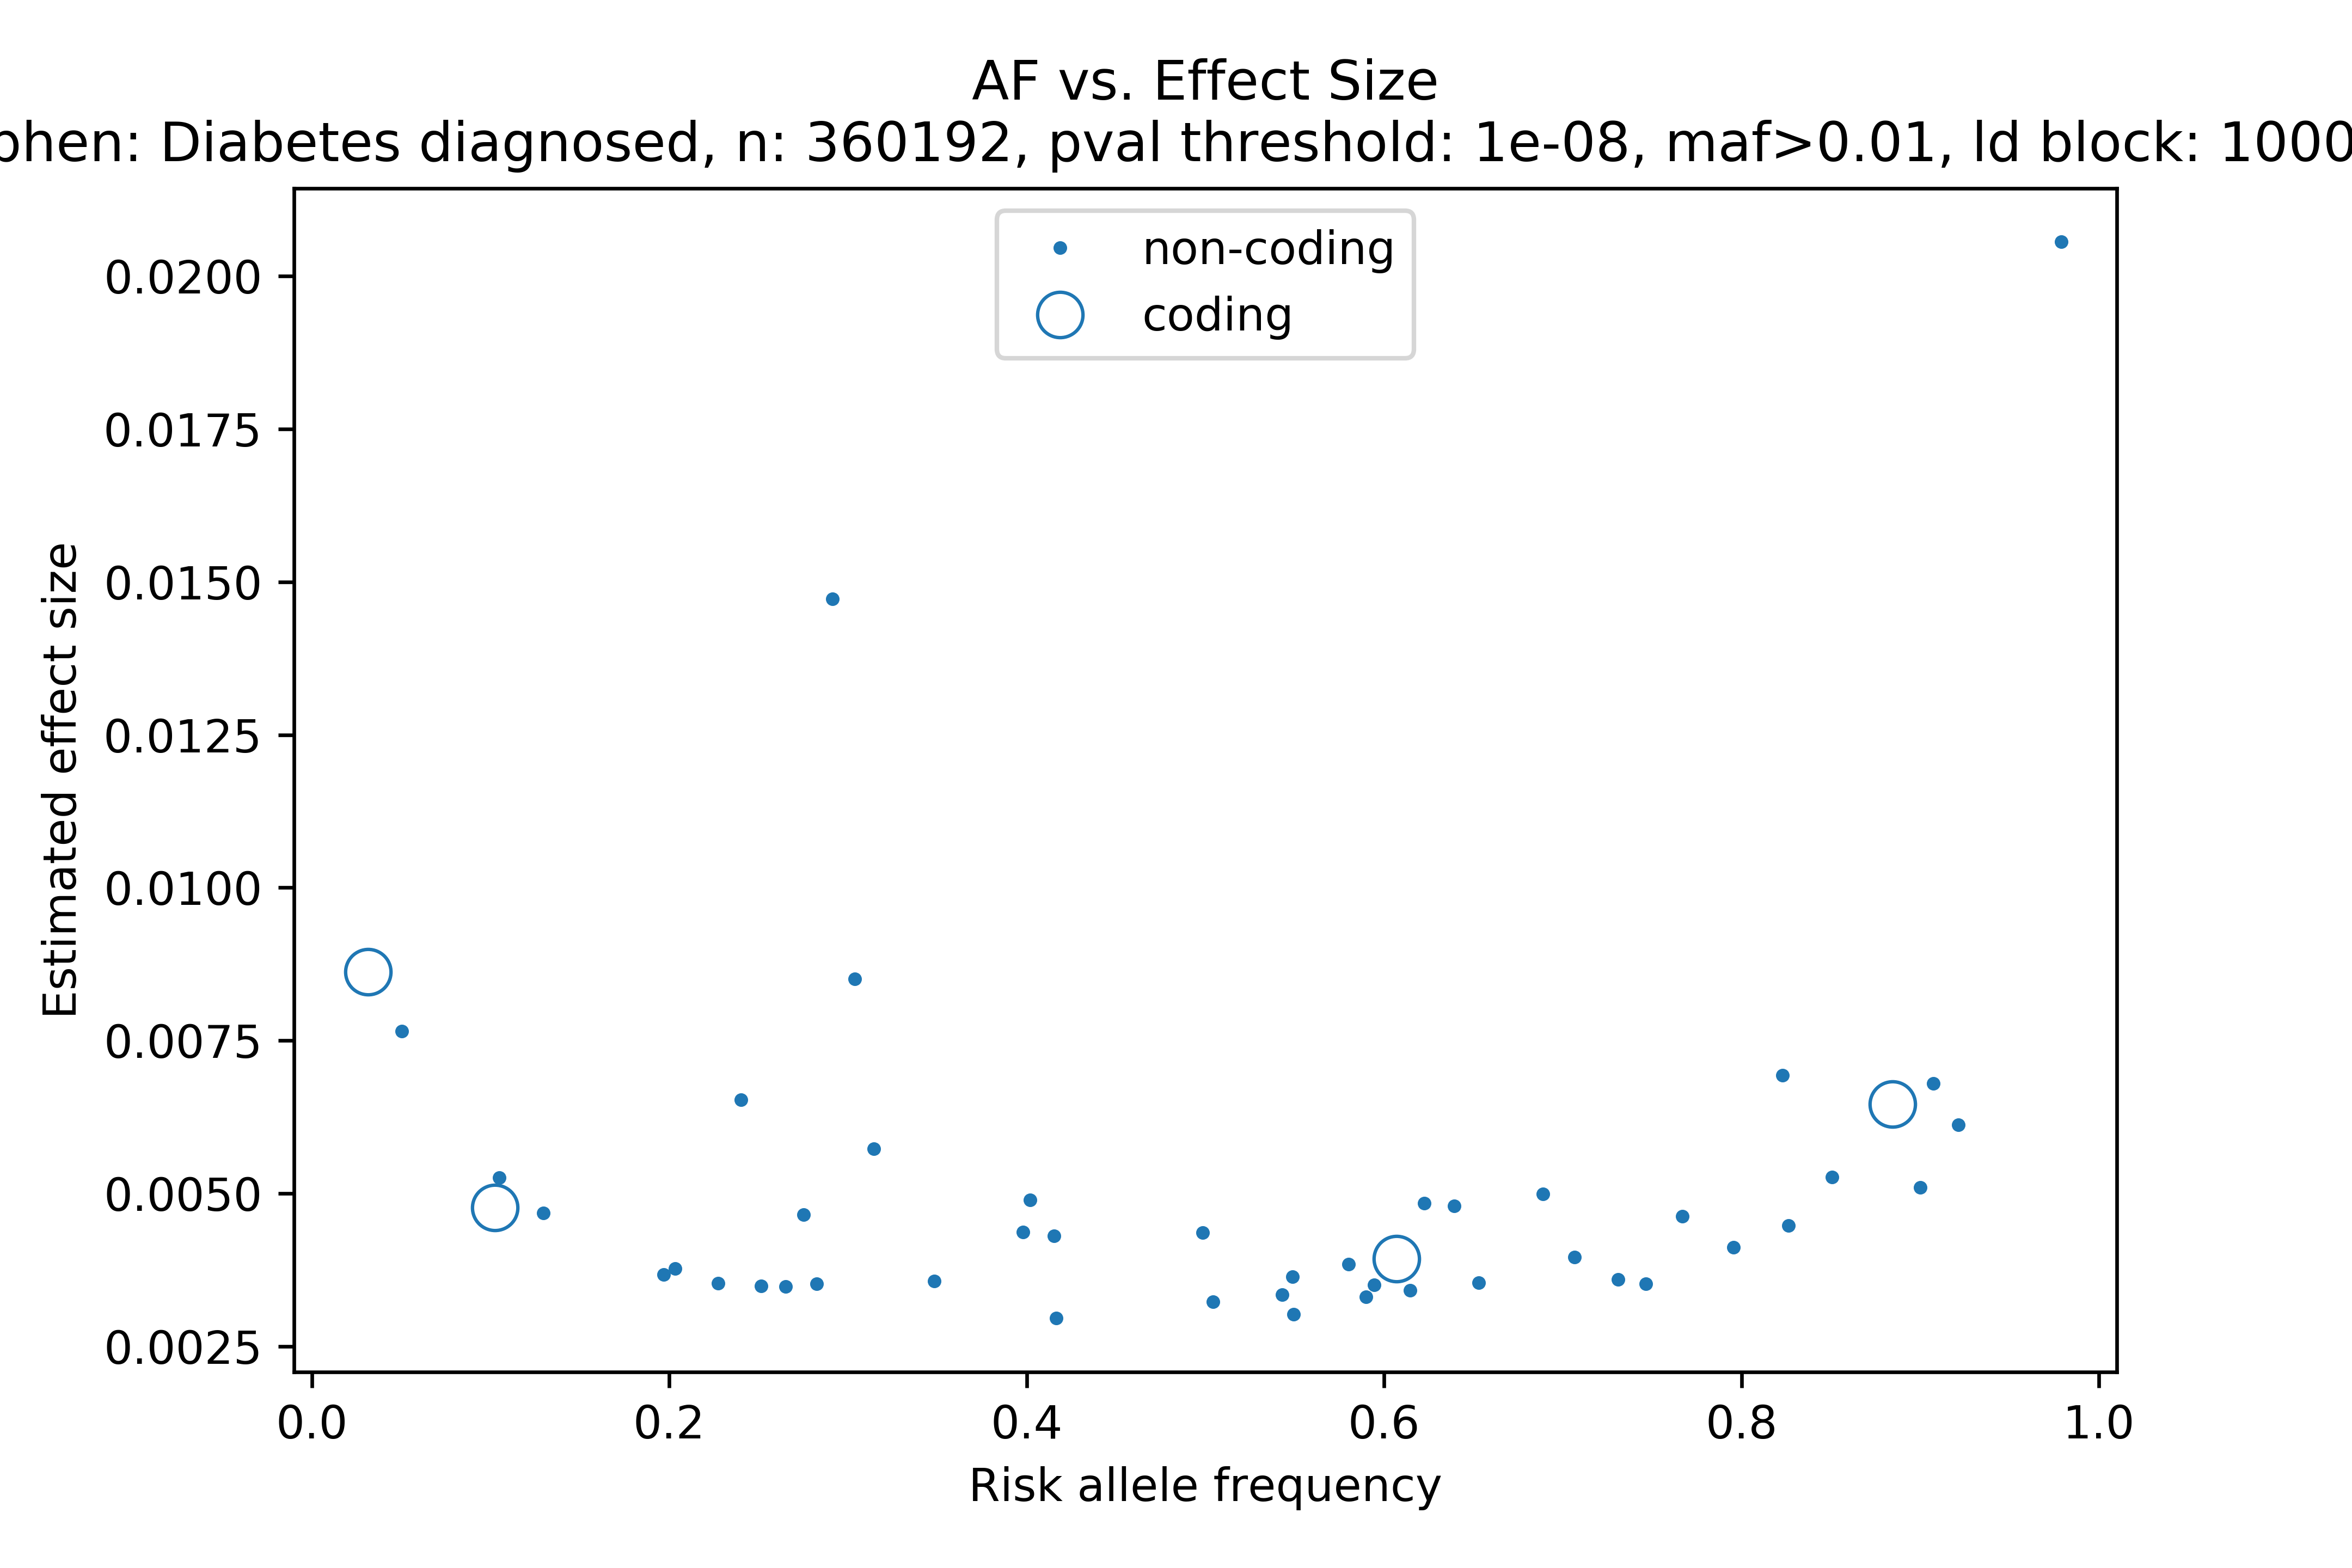 AF vs. Effect Size
phen: Diabetes diagnosed, n: 360192, pval threshold: 1e-08, maf>0.01, ld block: 1000
non-coding
coding
0.0200
0.0175
0.0150
0.0125
0.0100
0.0075
0.0050
0.0025
Estimated effect size
0.0 0.2 0.4 0.6 0.8 1.0
Risk allele frequency